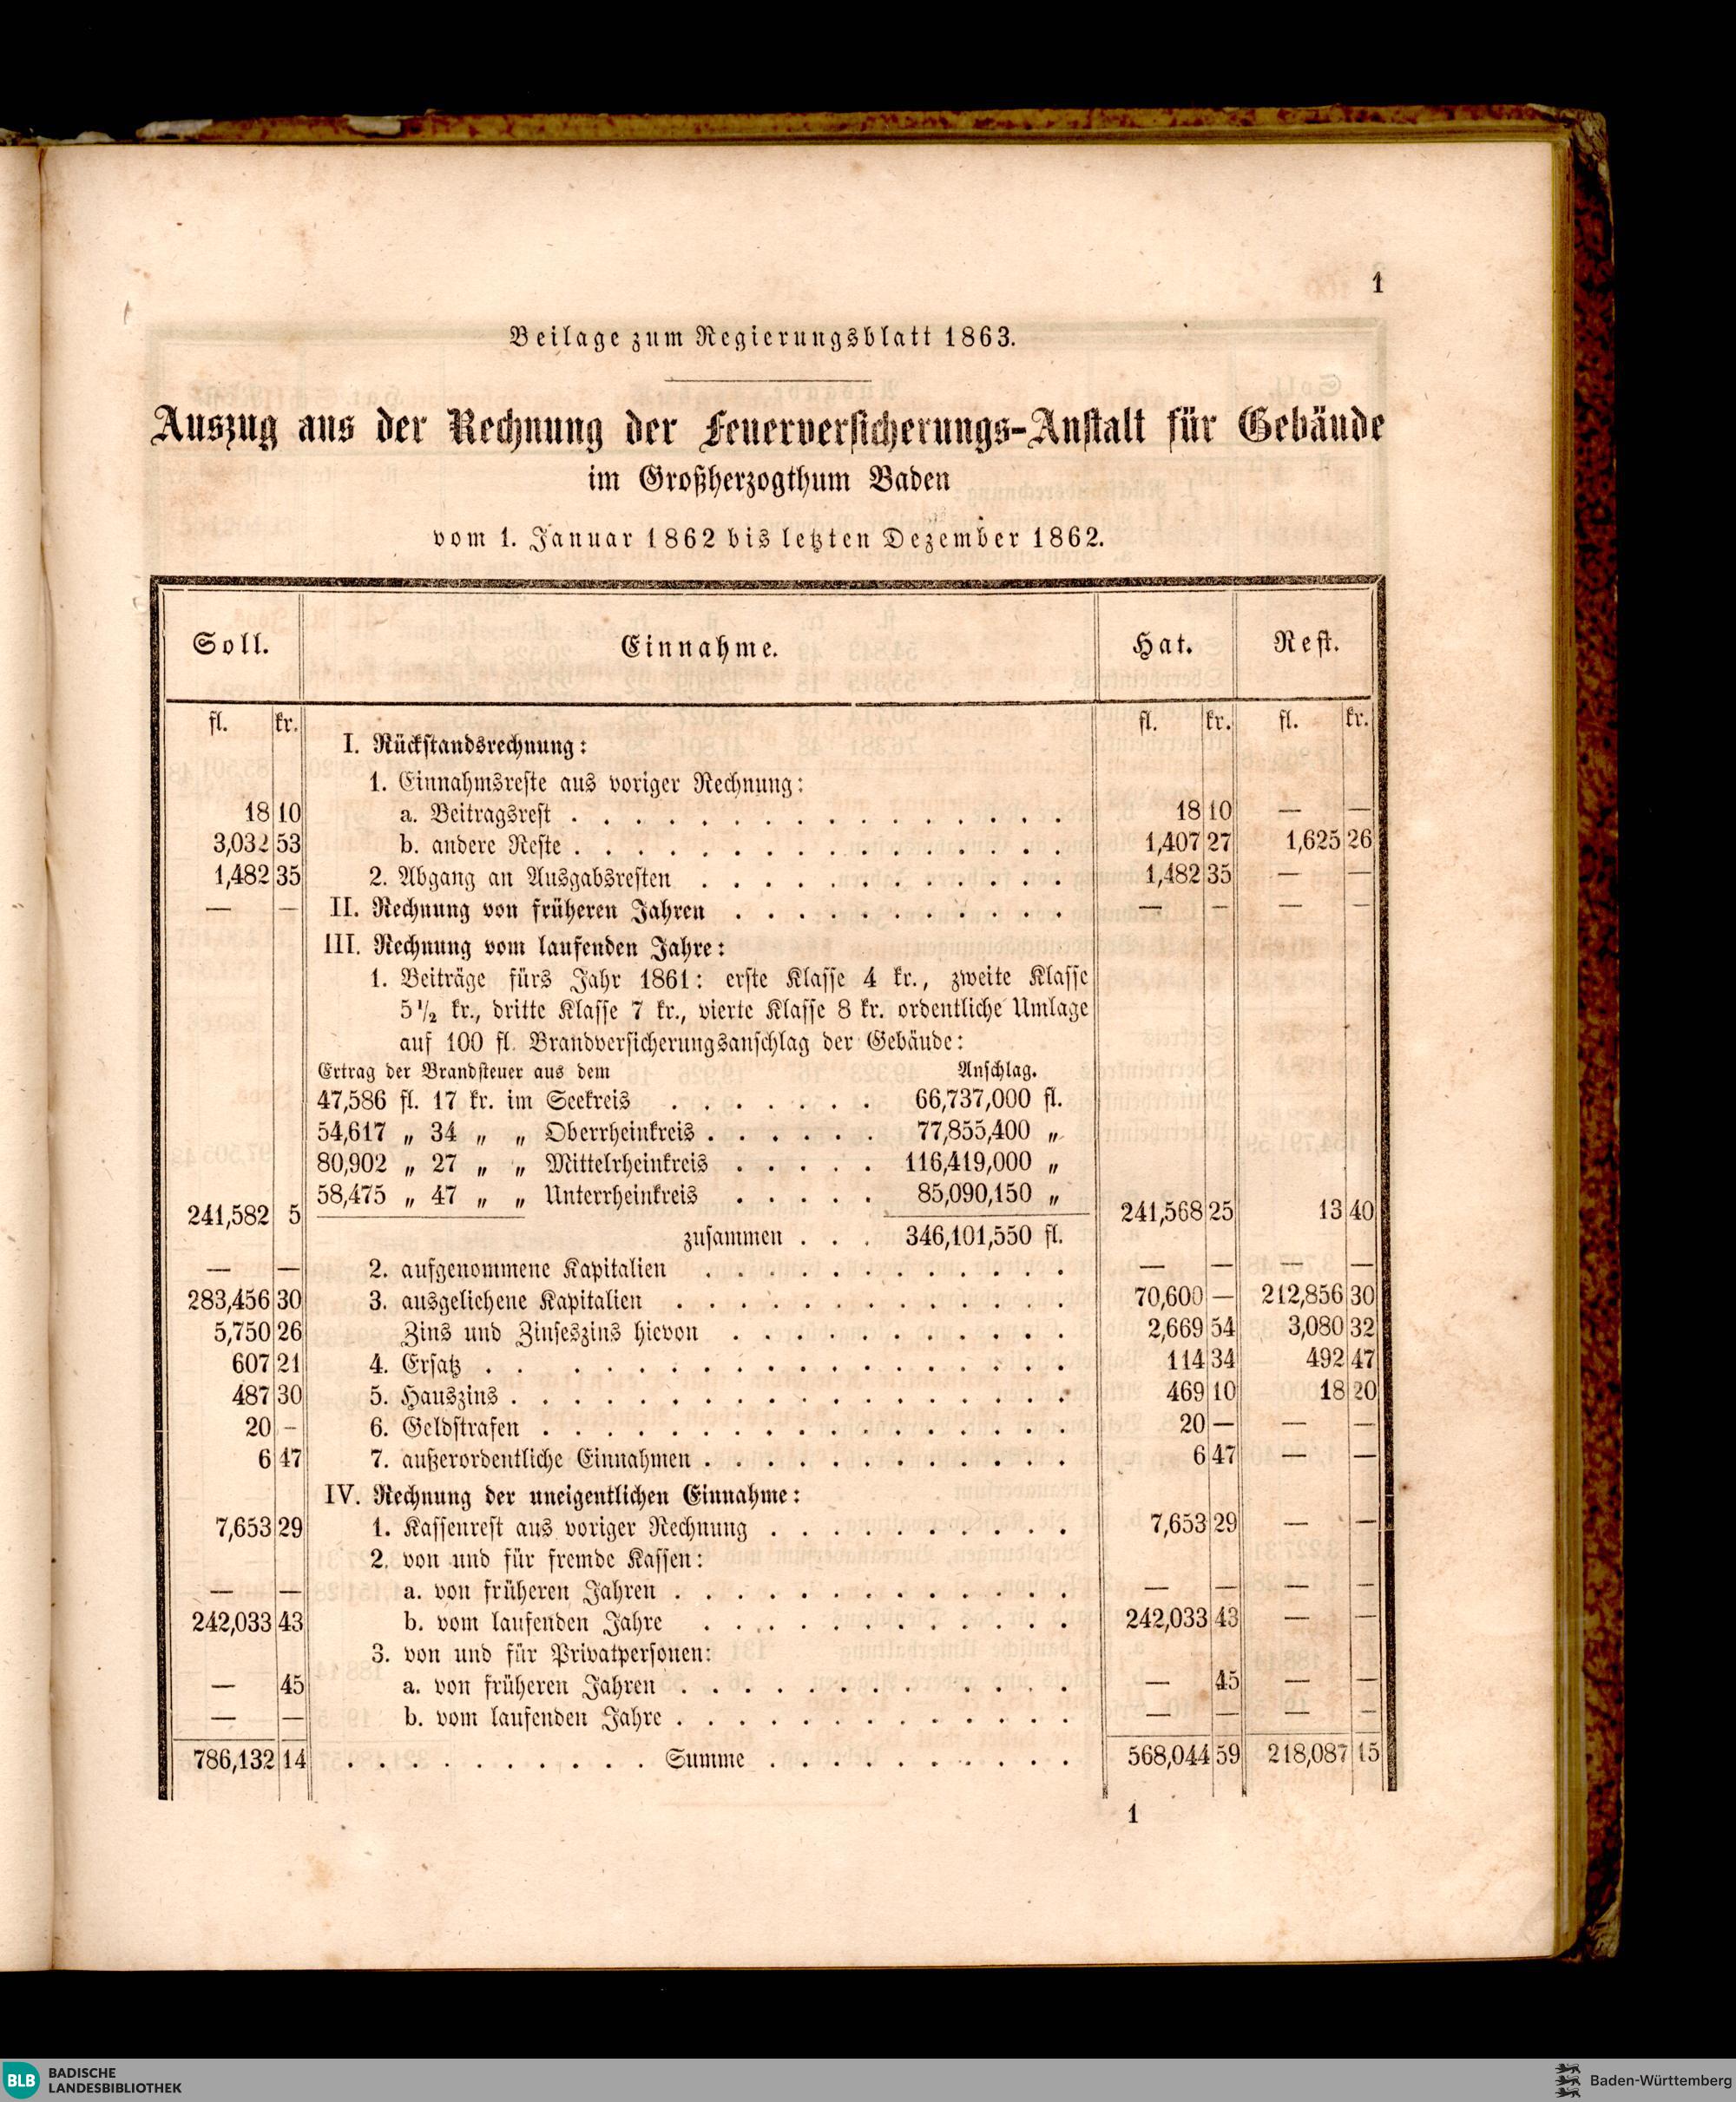 1
Beilage zum Regierungsblatt 1863.
Auszug aus der Rechnung der Feuerversicherungs-Anstalt für Gebäude
im Großherzogthum Baden
vom 1. Januar 1862 bis letzten Dezember 1862.
Soll. Einnahme. Hat. Rest.
fl. kr. fl. kr. fl. kr.
I. Rückstandsrechnung:
1. Einnahmsreste aus voriger Rechnung:
18 10 a. Beitragsrest . . . . . . . . . . . . . . . . 18 10 — —
3,032 53 b. andere Reste . . . . . . . . . . . . . . . . 1,407 27 1,625 26
1,482 35 2. Abgang an Ausgabsresten . . . . . . . . . . . . 1,482 35 — —
— — II. Rechnung von früheren Jahren . . . . . . . . . . . — — — —
III. Rechnung vom laufenden Jahre:
1. Beiträge fürs Jahr 1861: erste Klasse 4 kr., zweite Klasse
5½ kr., dritte Klasse 7 kr., vierte Klasse 8 kr. ordentliche Umlage
auf 100 fl. Brandversicherungsanschlag der Gebäude:
Ertrag der Brandsteuer aus dem Anschlag.
47,586 fl. 17 kr. im Seekreis . . . . . . . 66,737,000 fl.
54,617 „ 34 „ „ Oberrheinkreis . . . . . . 77,855,400 „
80,902 „ 27 „ „ Mittelrheinkreis . . . . . 116,419,000 „
58,475 „ 47 „ „ Unterrheinkreis . . . . . 85,090,150 „
241,582 5 241,568 25 13 40
zusammen . . . 346,101,550 fl.
— — 2. aufgenommene Kapitalien . . . . . . . . . . . . — — — —
283,456 30 3. ausgeliehene Kapitalien . . . . . . . . . . . . . 70,600 — 212,856 30
5,750 26 Zins und Zinseszins hievon . . . . . . . . . . . 2,669 54 3,080 32
607 21 4. Ersatz . . . . . . . . . . . . . . . . . . 114 34 492 47
487 30 5. Hauszins . . . . . . . . . . . . . . . . . . 469 10 18 20
20 – 6. Geldstrafen . . . . . . . . . . . . . . . . . 20 — — —
6 47 7. außerordentliche Einnahmen . . . . . . . . . . . . 6 47 — —
IV. Rechnung der uneigentlichen Einnahme:
7,653 29 1. Kassenrest aus voriger Rechnung . . . . . . . . . . 7,653 29 — —
2. von und für fremde Kassen:
— — a. von früheren Jahren . . . . . . . . . . . . . — — — —
242,033 43 b. vom laufenden Jahre . . . . . . . . . . . . 242,033 43 — —
3. von und für Privatpersonen:
— 45 a. von früheren Jahren . . . . . . . . . . . . . — 45 — —
— — b. vom laufenden Jahre . . . . . . . . . . . . . — — — —
786,132 14 . . . . . . . . . . Summe . . . . . . . . . . 568,044 59 218,087 15
1
BLB BADISCHE
LANDESBIBLIOTHEK
Baden-Württemberg